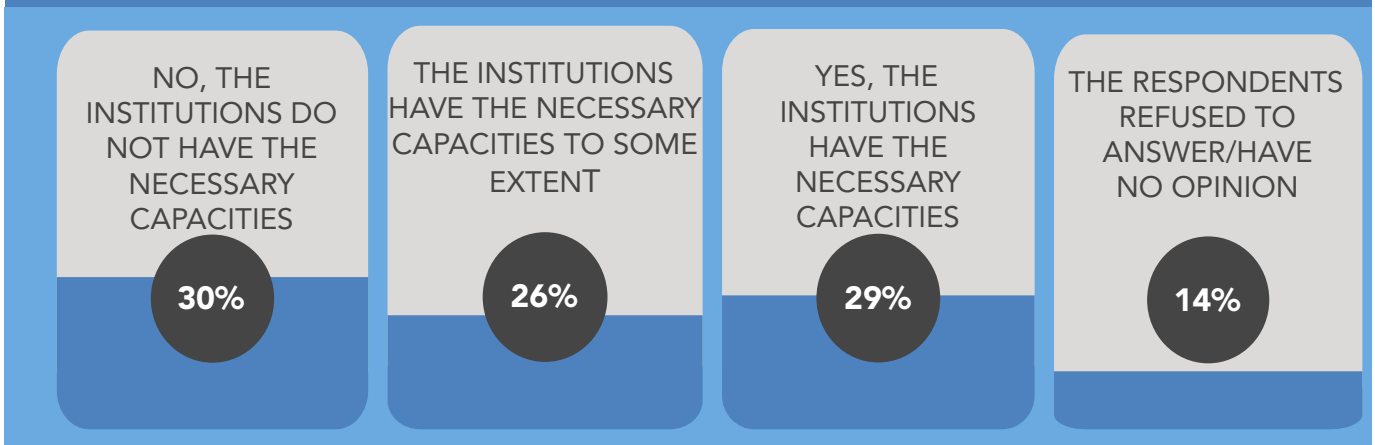 NO, THE
INSTITUTIONS DO
NOT HAVE THE
NECESSARY
CAPACITIES
30%
THE INSTITUTIONS
HAVE THE NECESSARY
CAPACITIES TO SOME
EXTENT
26%
YES, THE
INSTITUTIONS
HAVE THE
NECESSARY
CAPACITIES
29%
THE RESPONDENTS
REFUSED TO
ANSWER/HAVE
NO OPINION
14%